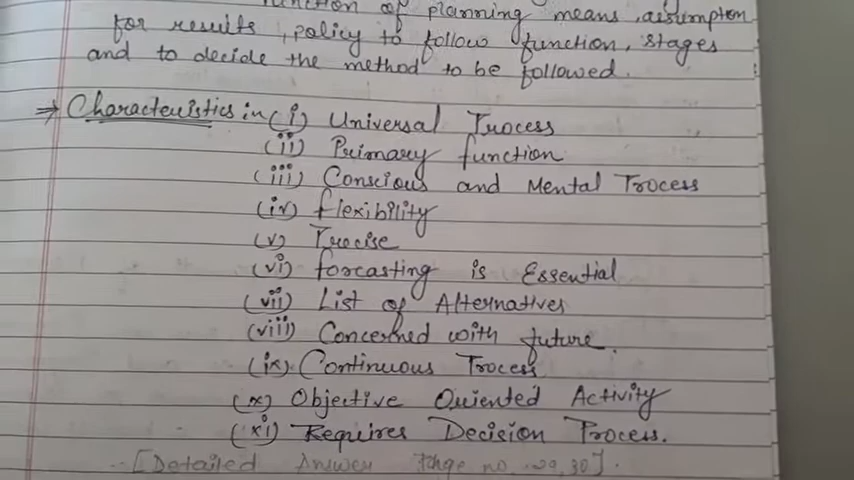 function of planning means, assumption
for results, policy to follow function, stages
and to decide the method to be followed.
⇒ Characteristics in (i) Universal Process
(ii) Primary function
(iii) Conscious and Mental Process
(iv) flexibility
(v) Precise
(vi) forcasting is Essential
(vii) List of Alternatives
(viii) Concerned with future.
(ix) Continuous Process
(x) Objective Oriented Activity
(xi) Requires Decision Process.
[Detailed Answer Page no. 29,30].